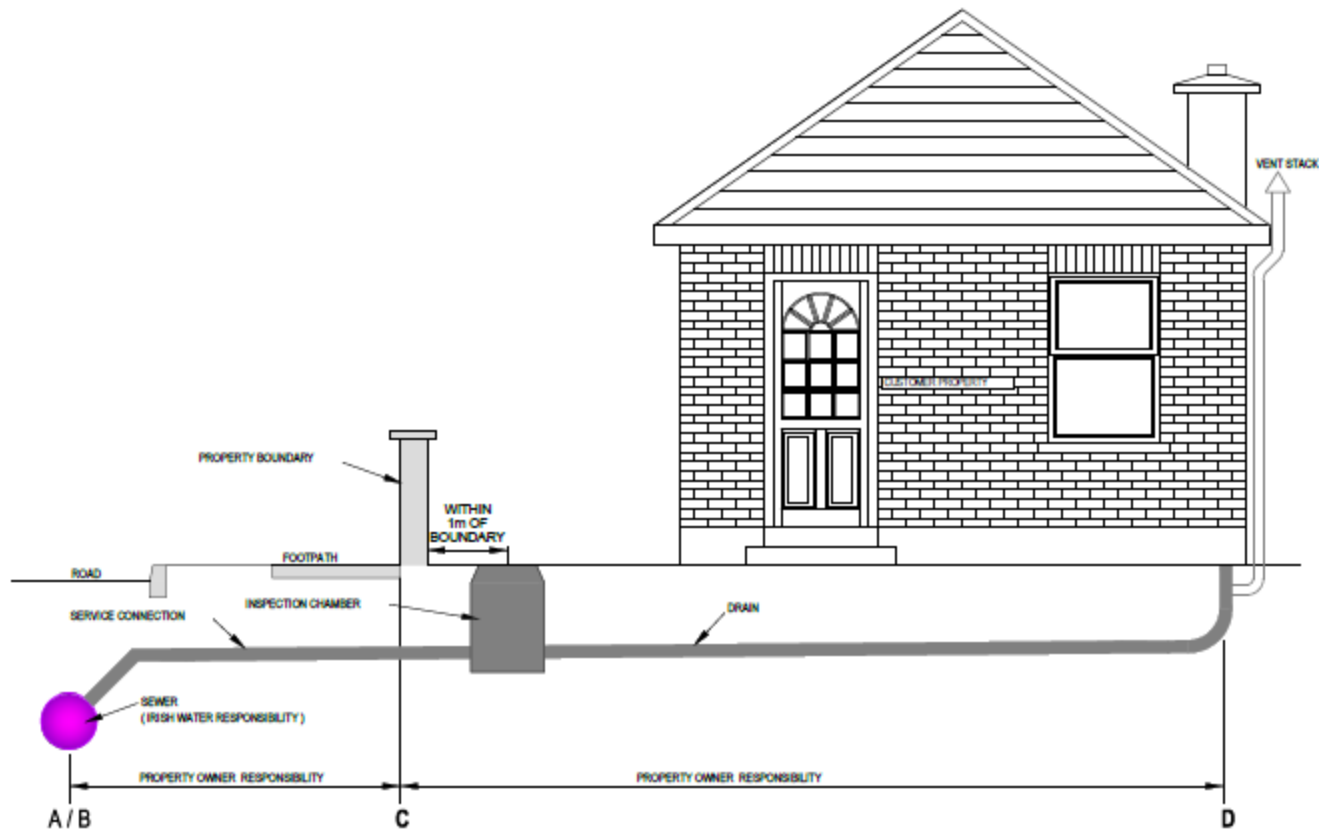 VENT STACK
CUSTOMER PROPERTY
PROPERTY BOUNDARY
WITHIN
1m OF
BOUNDARY
FOOTPATH
ROAD
INSPECTION CHAMBER
SERVICE CONNECTION
DRAIN
SEWER
( IRISH WATER RESPONSIBILITY )
PROPERTY OWNER RESPONSIBILITY
PROPERTY OWNER RESPONSIBILITY
A / B
C
D